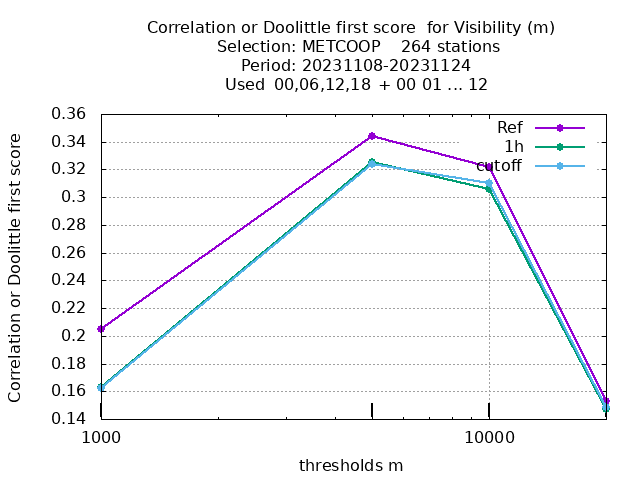 Correlation or Doolittle first score  for Visibility (m)
Selection: METCOOP    264 stations
Period: 20231108-20231124
Used  00,06,12,18 + 00 01 ... 12
Correlation or Doolittle first score
0.36
0.34
0.32
0.3
0.28
0.26
0.24
0.22
0.2
0.18
0.16
0.14
Ref
1h
cutoff
1000
10000
thresholds m